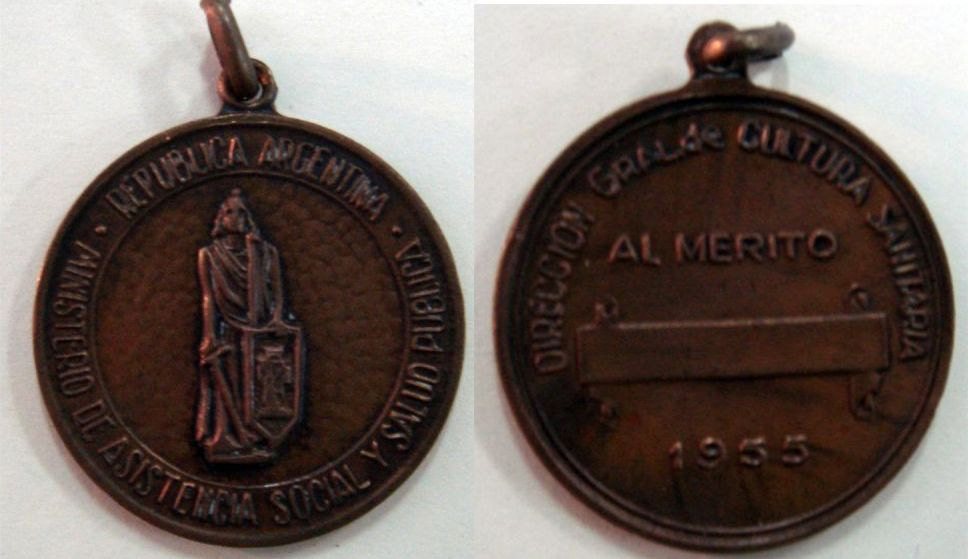 · REPUBLICA ARGENTINA ·
MINISTERIO DE ASISTENCIA SOCIAL Y SALUD PUBLICA
DIRECCION GRAL. de CULTURA SANITARIA
AL MERITO
1955